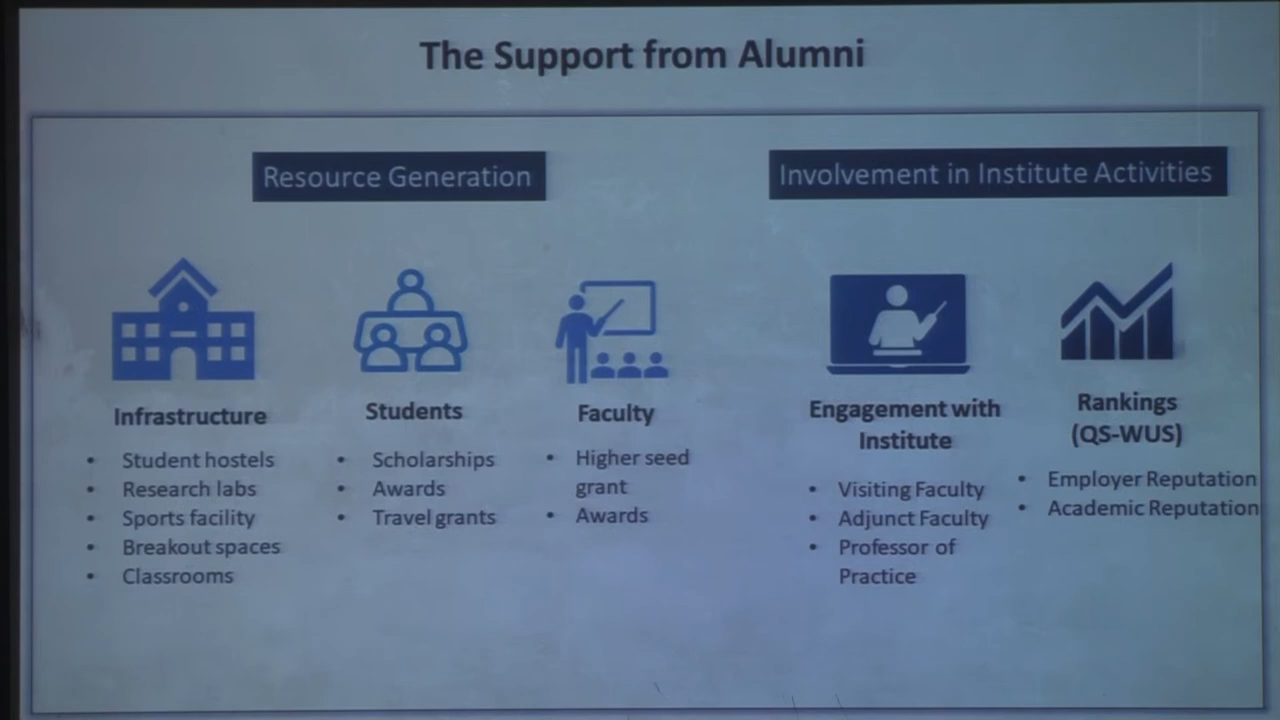 The Support from Alumni
Resource Generation
Infrastructure
• Student hostels
• Research labs
• Sports facility
• Breakout spaces
• Classrooms
Students
• Scholarships
• Awards
• Travel grants
Faculty
• Higher seed
grant
• Awards
Involvement in Institute Activities
Engagement with
Institute
• Visiting Faculty
• Adjunct Faculty
• Professor of
Practice
Rankings
(QS-WUS)
• Employer Reputation
• Academic Reputation